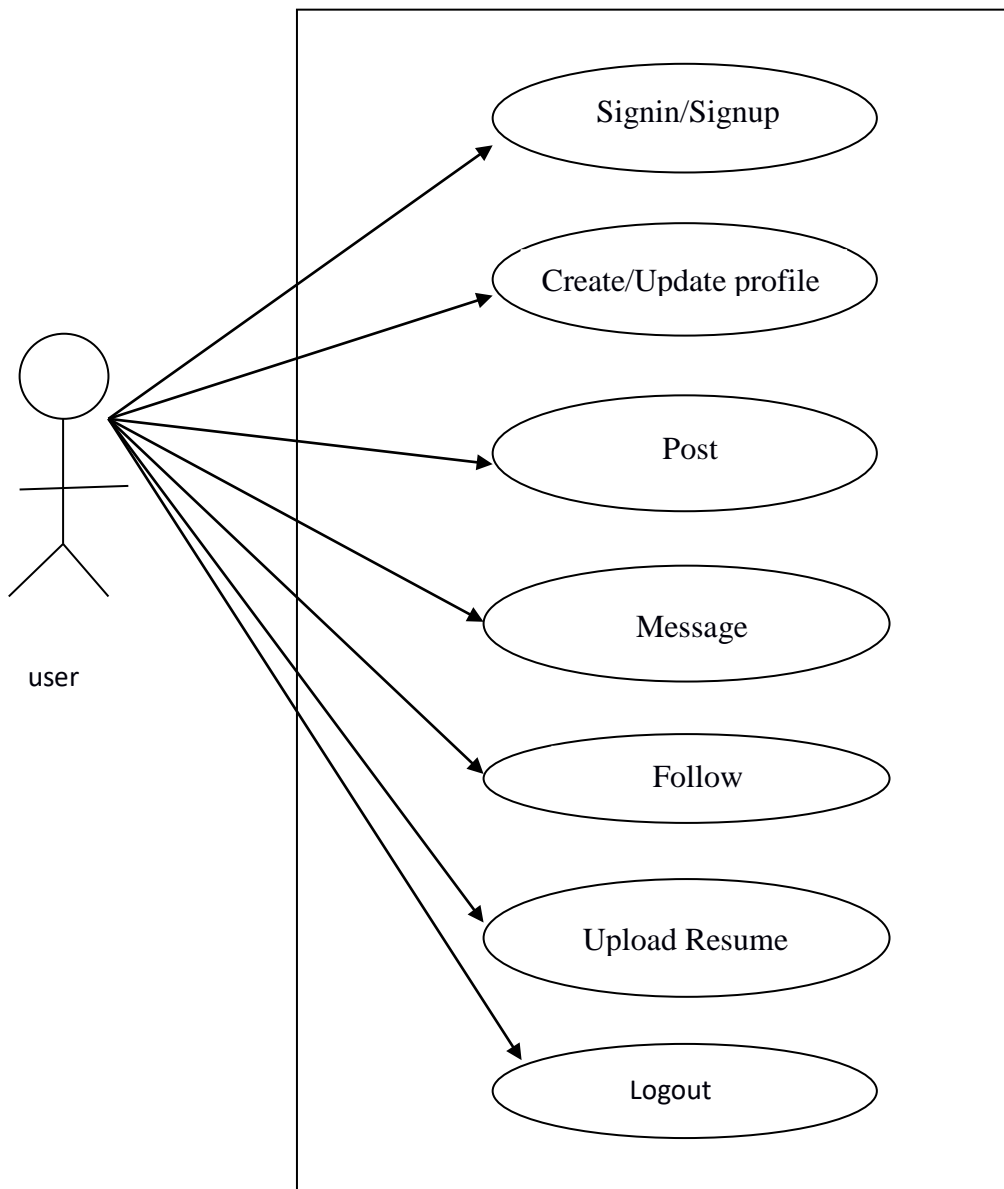 Signin/Signup
Create/Update profile
Post
Message
user
Follow
Upload Resume
Logout